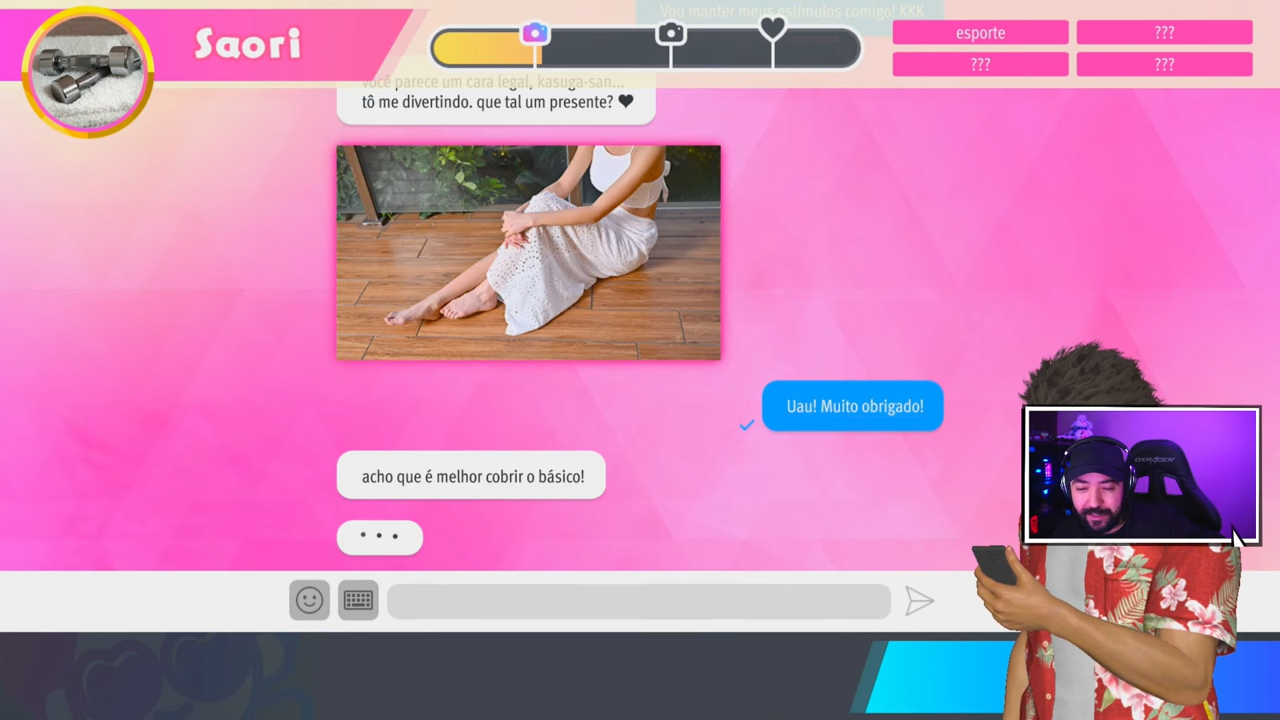 Vou manter meus estímulos comigo! KKK
Saori
esporte
???
???
???
você parece um cara legal, kasuga-san...
tô me divertindo. que tal um presente? ♥
Uau! Muito obrigado!
acho que é melhor cobrir o básico!
• • •
DXRACER